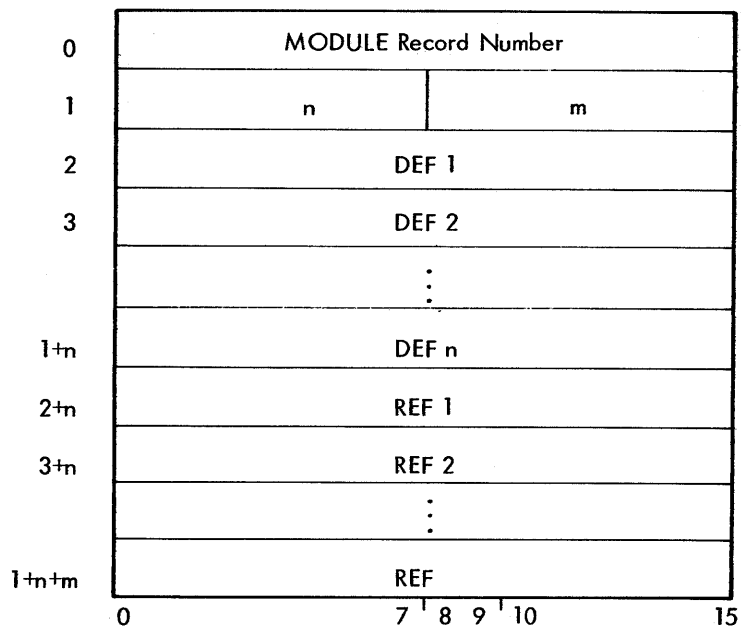 0 MODULE Record Number
1 n m
2 DEF 1
3 DEF 2
⋮
1+n DEF n
2+n REF 1
3+n REF 2
⋮
1+n+m REF
0 7 8 9 10 15